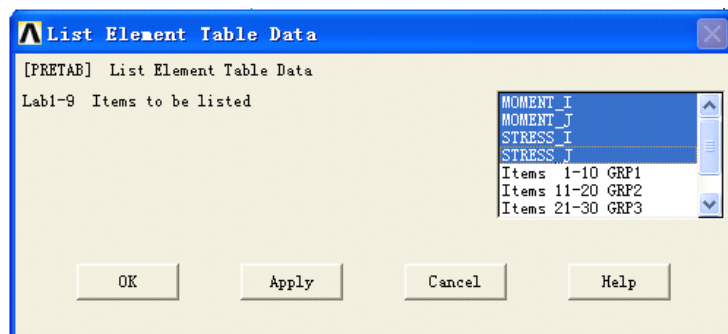 List Element Table Data
[PRETAB] List Element Table Data
Lab1-9 Items to be listed
MOMENT_I
MOMENT_J
STRESS_I
STRESS_J
Items 1-10 GRP1
Items 11-20 GRP2
Items 21-30 GRP3
OK Apply Cancel Help